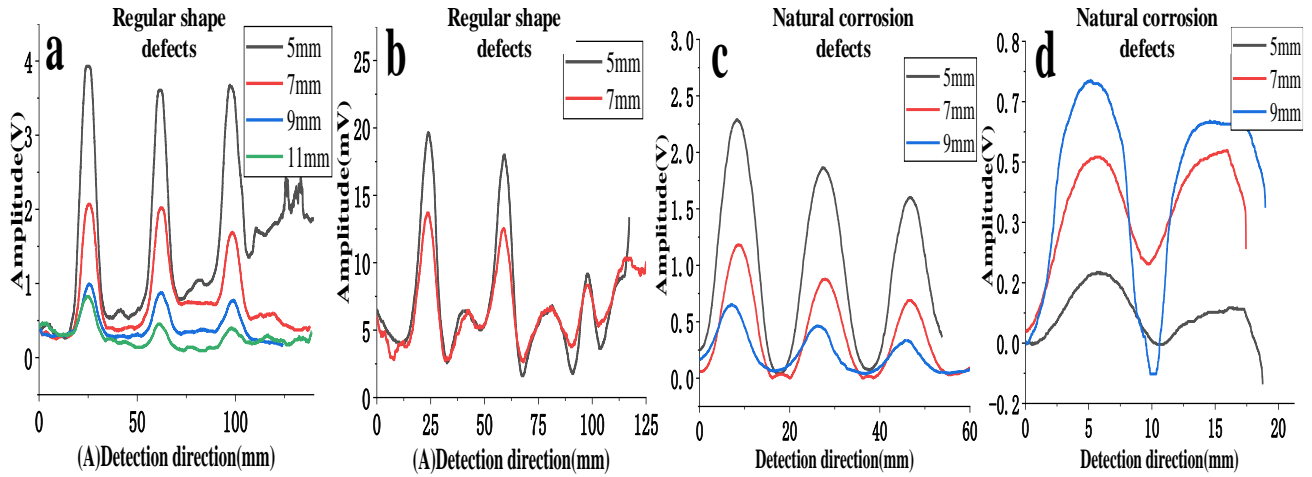 Regular shape
defects
a
5mm
7mm
9mm
11mm
Amplitude(V)
4
3
2
1
0
0
50
100
(A)Detection direction(mm)
Regular shape
defects
b
5mm
7mm
Amplitude(mV)
25
20
15
10
5
0
0
25
50
75
100
125
(A)Detection direction(mm)
Natural corrosion
defects
c
5mm
7mm
9mm
Amplitude(V)
3.0
2.5
2.0
1.5
1.0
0.5
0.0
0
20
40
60
Detection direction(mm)
Natural corrosion
defects
d
5mm
7mm
9mm
Amplitude(V)
0.8
0.7
0.5
0.3
0.2
0.0
-0.2
0
5
10
15
20
Detection direction(mm)